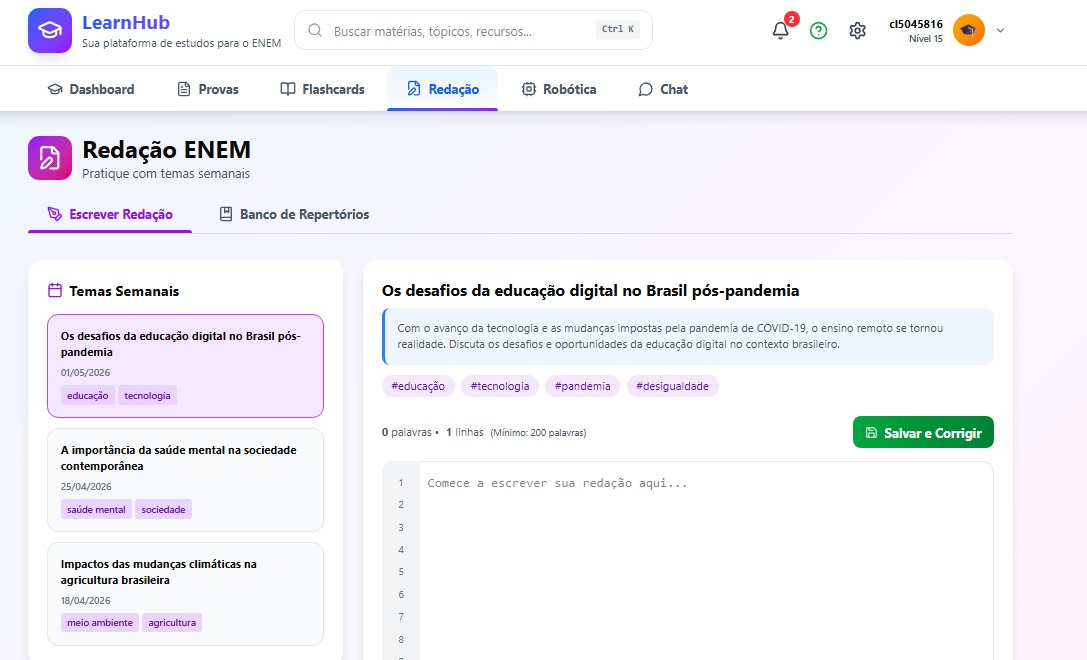 LearnHub
Sua plataforma de estudos para o ENEM
Buscar matérias, tópicos, recursos...
Ctrl K
2
cl5045816
Nível 15
Dashboard
Provas
Flashcards
Redação
Robótica
Chat
Redação ENEM
Pratique com temas semanais
Escrever Redação
Banco de Repertórios
Temas Semanais
Os desafios da educação digital no Brasil pós-
pandemia
01/05/2026
educação
tecnologia
A importância da saúde mental na sociedade
contemporânea
25/04/2026
saúde mental
sociedade
Impactos das mudanças climáticas na
agricultura brasileira
18/04/2026
meio ambiente
agricultura
Os desafios da educação digital no Brasil pós-pandemia
Com o avanço da tecnologia e as mudanças impostas pela pandemia de COVID-19, o ensino remoto se tornou
realidade. Discuta os desafios e oportunidades da educação digital no contexto brasileiro.
#educação
#tecnologia
#pandemia
#desigualdade
0 palavras • 1 linhas (Mínimo: 200 palavras)
Salvar e Corrigir
1
Comece a escrever sua redação aqui...
2
3
4
5
6
7
8